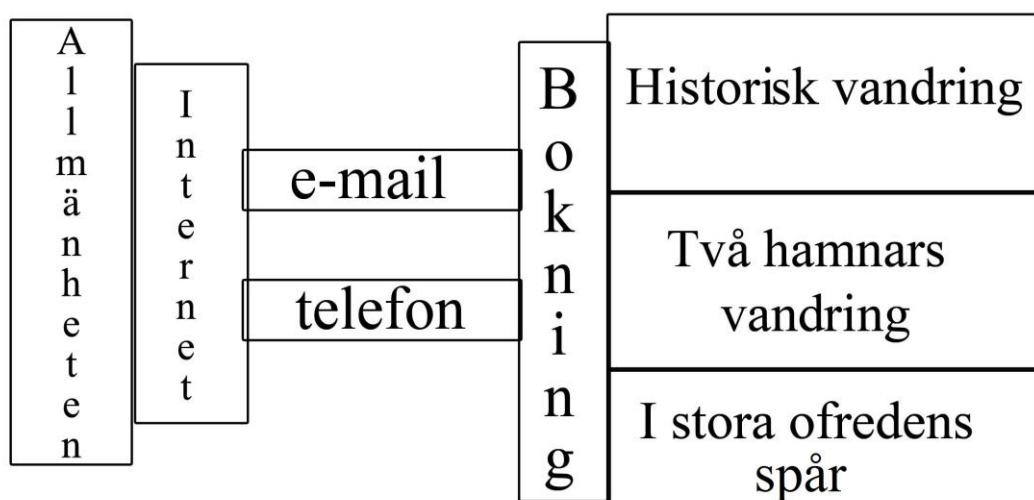 Allmänheten
Internet
e-mail
telefon
Bokning
Historisk vandring
Två hamnars
vandring
I stora ofredens
spår